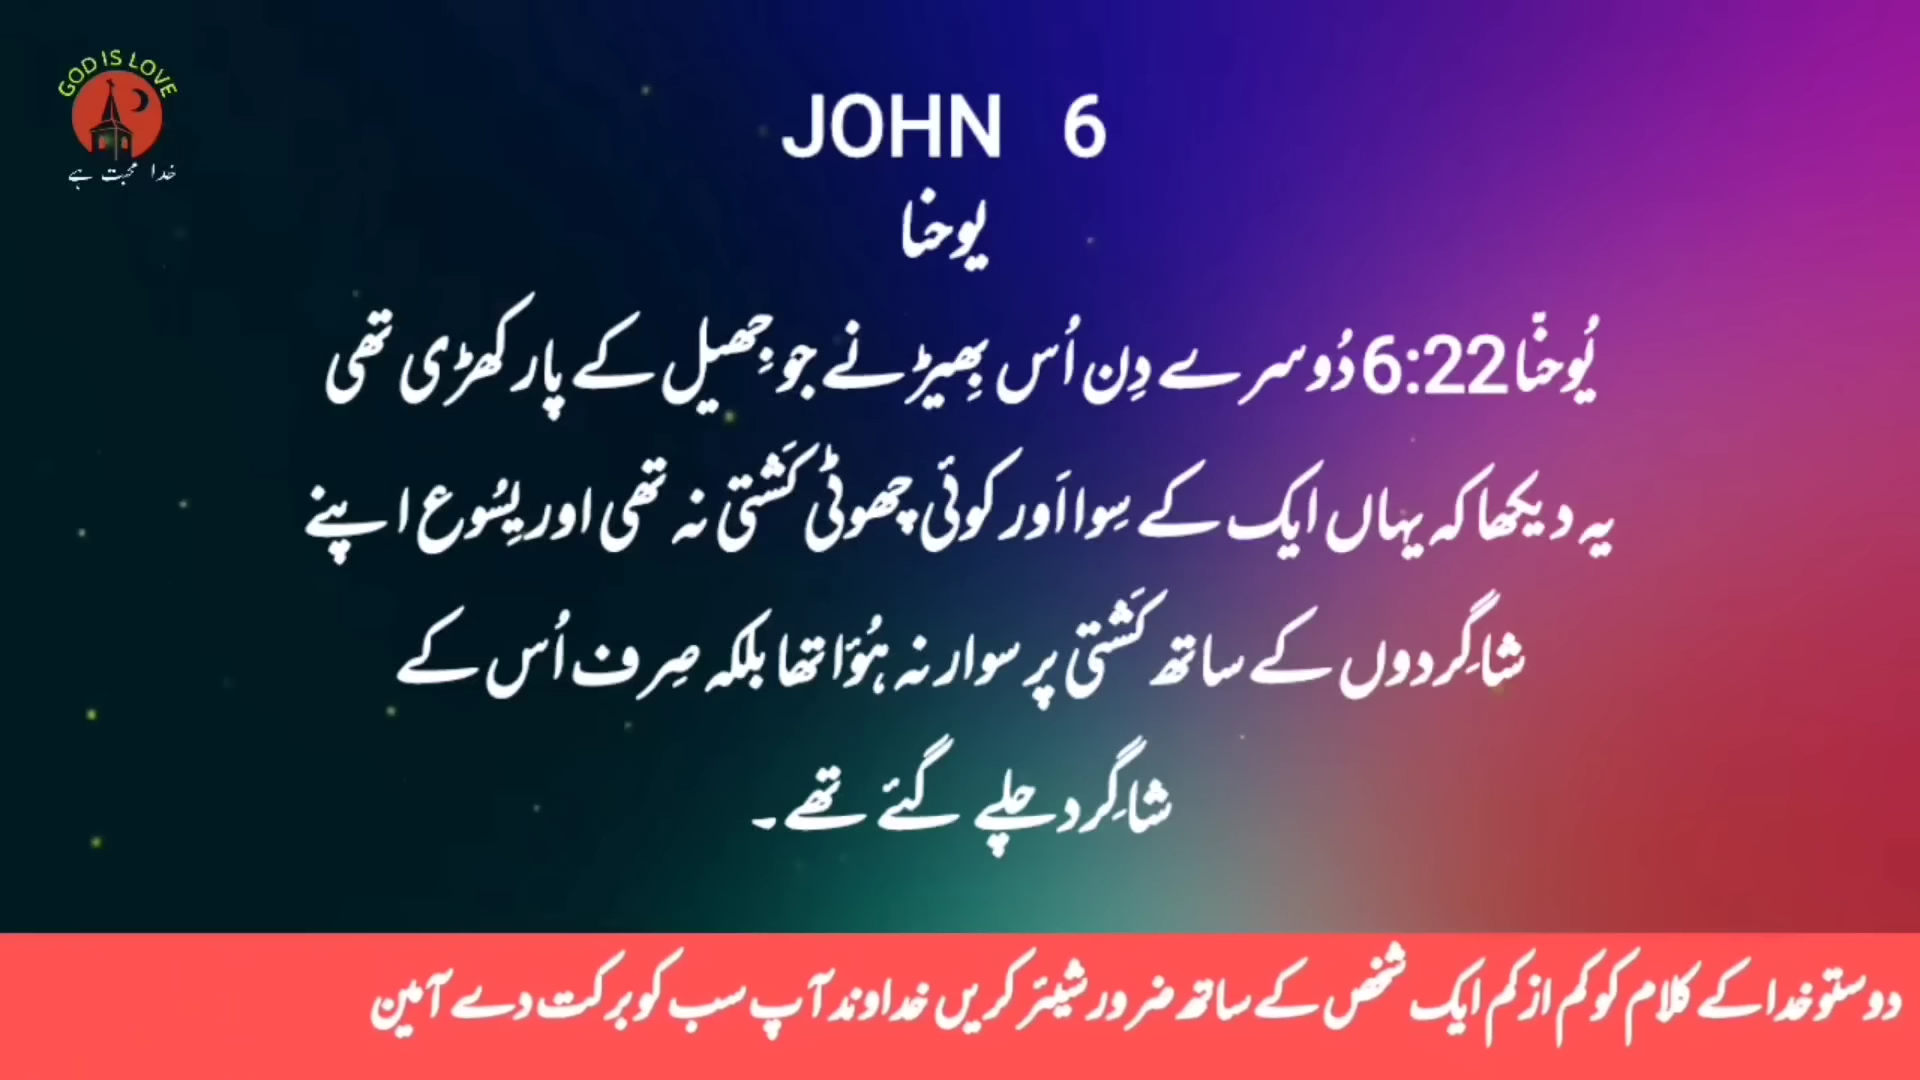 GOD IS LOVE
خدا محبت ہے
JOHN 6
یوحنا
یُوحنّا 6:22 دُوسرے دِن اُس بِھیڑ نے جو جِھیل کے پار کھڑی تھی
یہ دیکھا کہ یہاں ایک کے سِوا اَور کوئی چھوٹی کَشتی نہ تھی اور یِسُوع اپنے
شاگِردوں کے ساتھ کَشتی پر سوار نہ ہُؤا تھا بلکہ صِرف اُس کے
شاگِرد چلے گئے تھے۔
دوستو خدا کے کلام کو کم از کم ایک شخص کے ساتھ ضرور شیئر کریں خداوند آپ سب کو برکت دے آمین